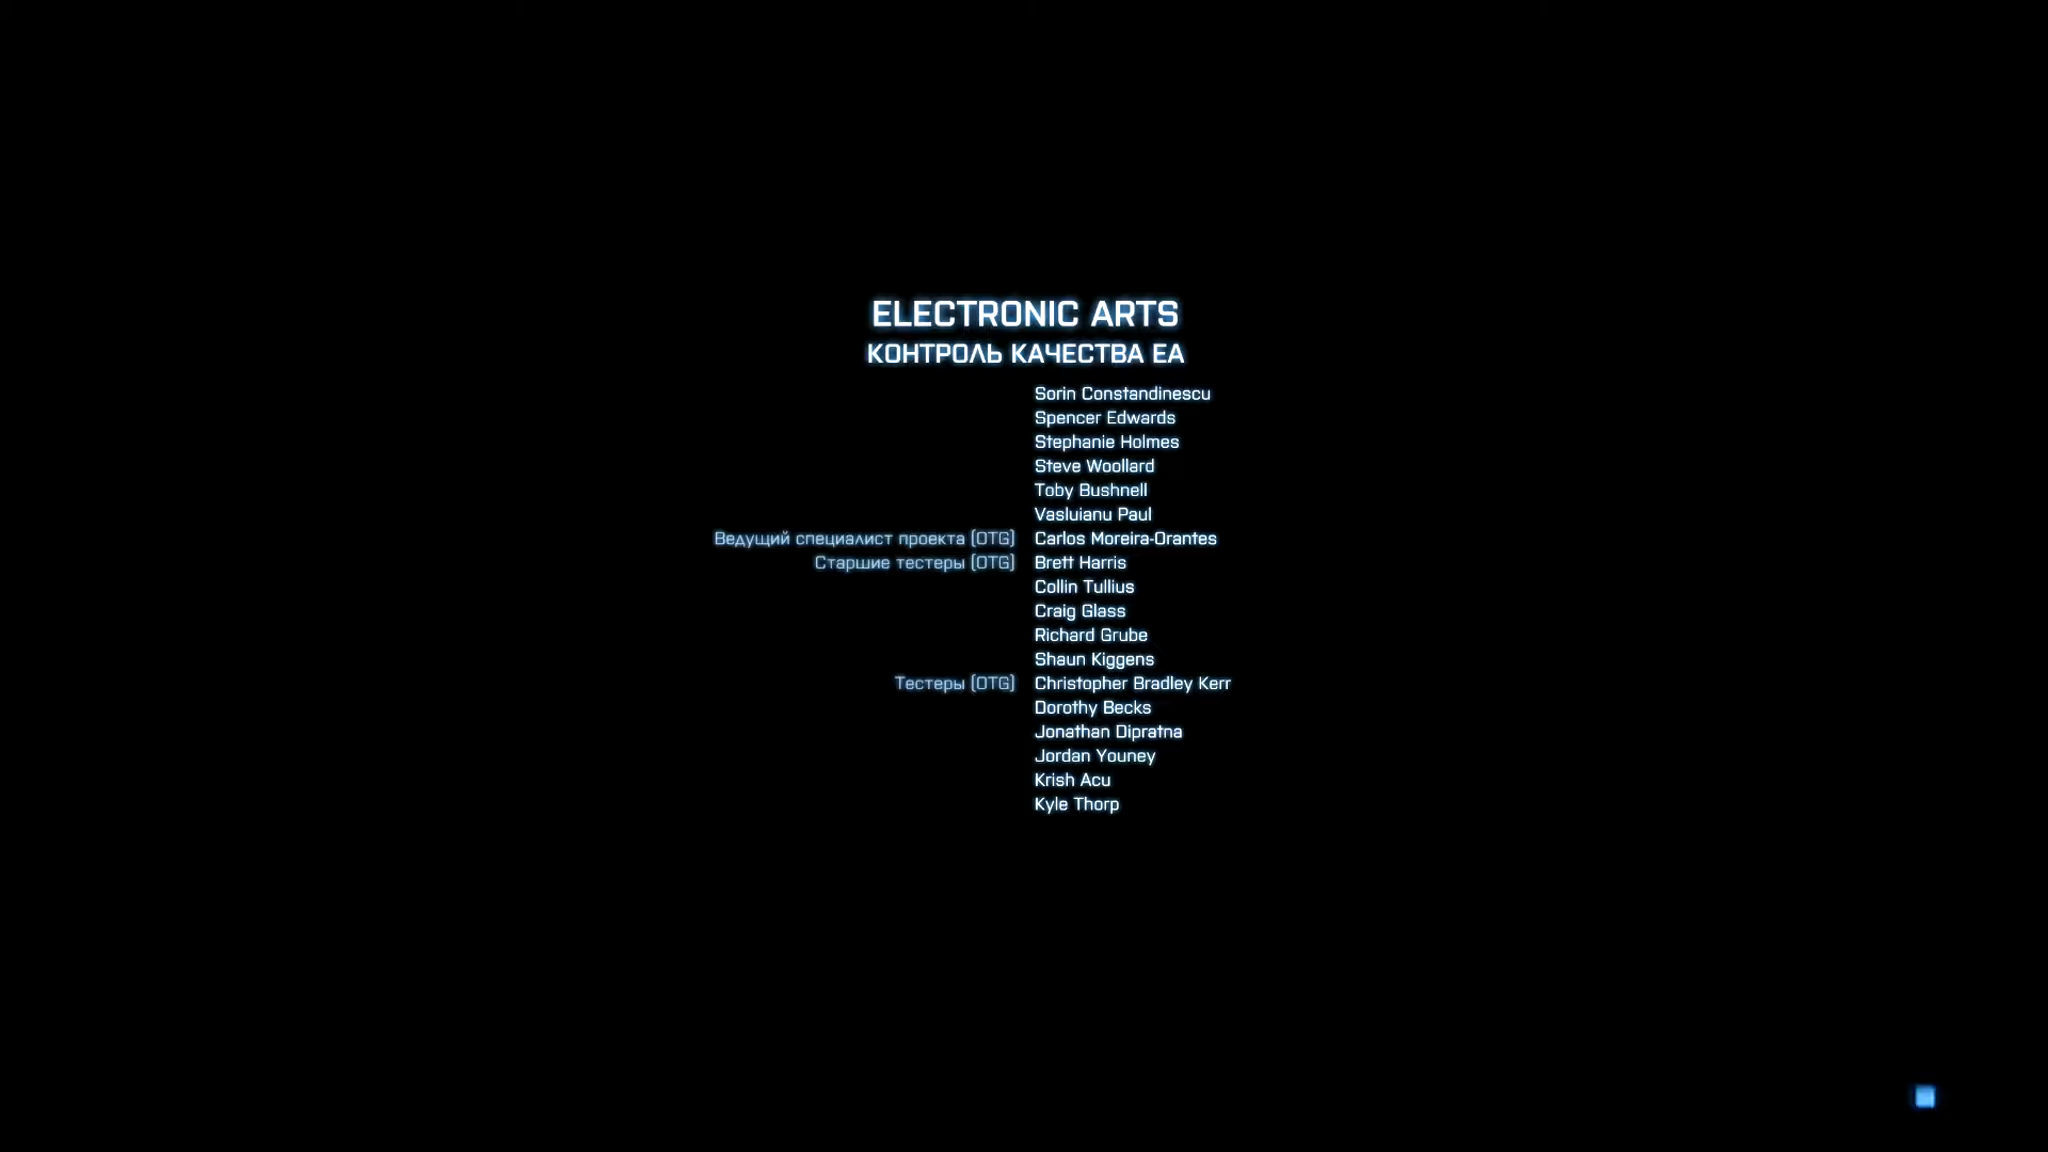 ELECTRONIC ARTS
КОНТРОЛЬ КАЧЕСТВА EA
Sorin Constandinescu
Spencer Edwards
Stephanie Holmes
Steve Woollard
Toby Bushnell
Vasluianu Paul
Ведущий специалист проекта (OTG) Carlos Moreira-Orantes
Старшие тестеры (OTG) Brett Harris
Collin Tullius
Craig Glass
Richard Grube
Shaun Kiggens
Тестеры (OTG) Christopher Bradley Kerr
Dorothy Becks
Jonathan Dipratna
Jordan Youney
Krish Acu
Kyle Thorp